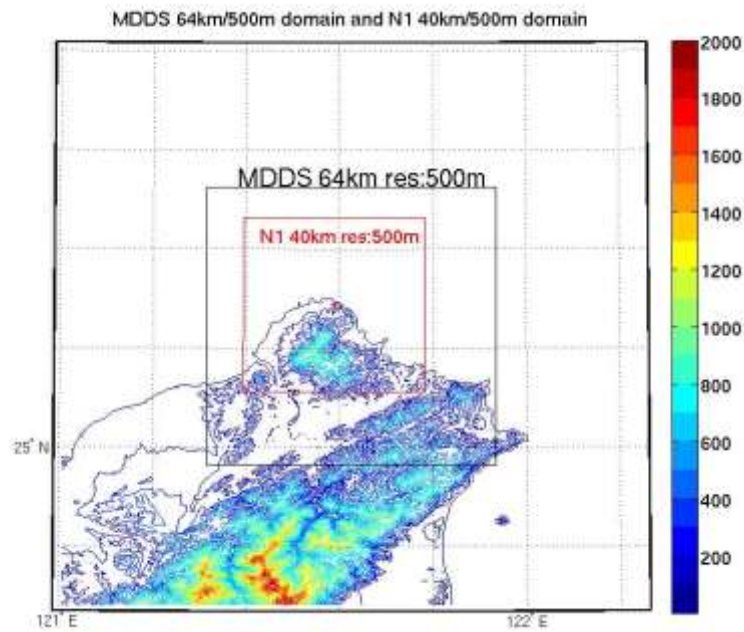 MDDS 64km/500m domain and N1 40km/500m domain
2000
1800
MDDS 64km res:500m
1600
N1 40km res:500m
1400
1200
1000
800
25° N
600
400
200
121° E
122° E